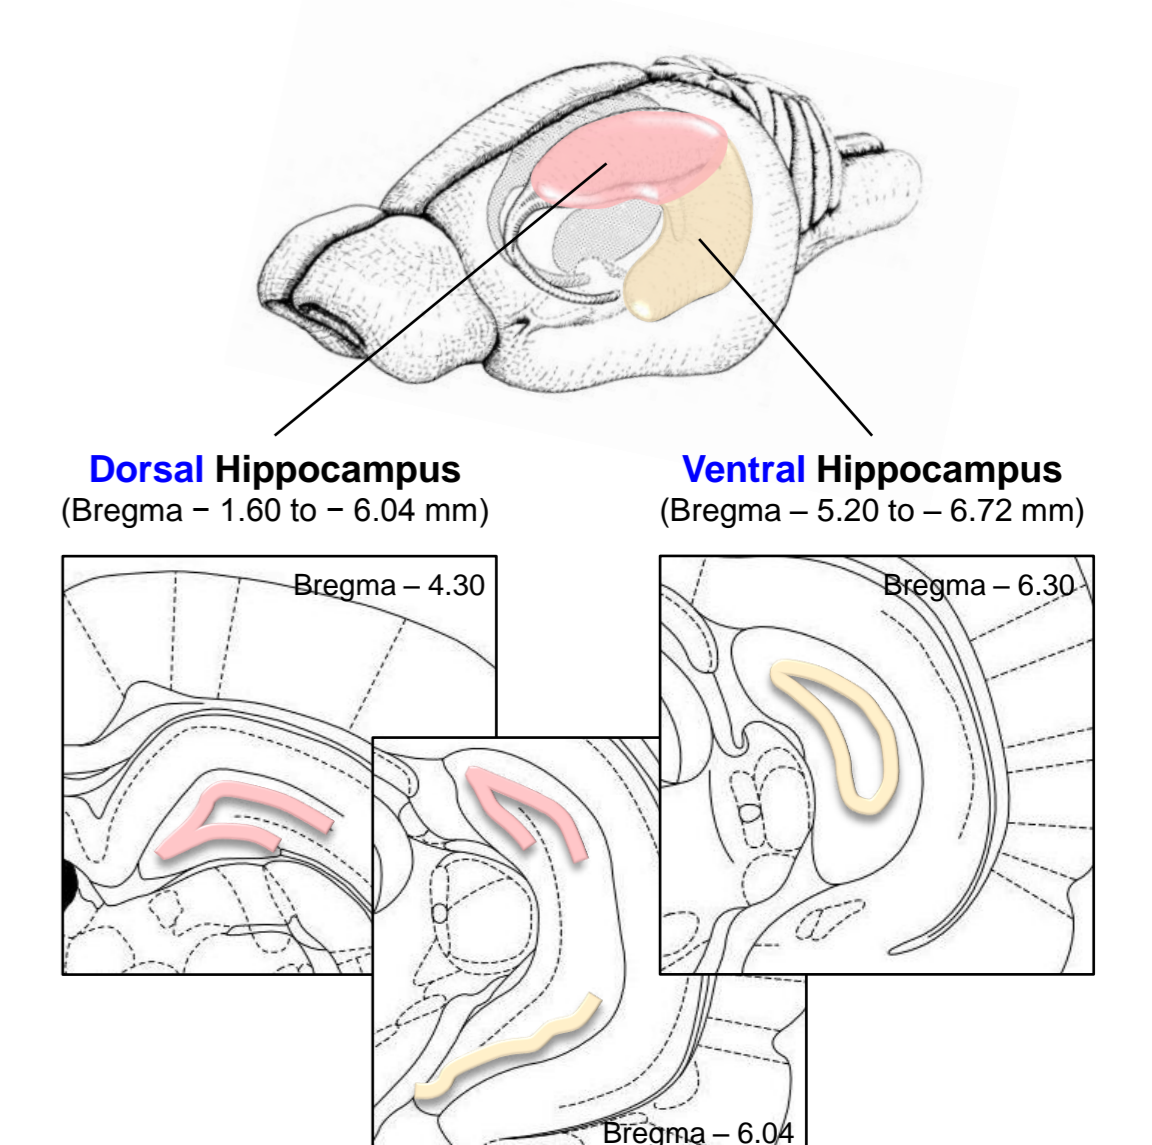 Dorsal Hippocampus
(Bregma − 1.60 to − 6.04 mm)
Ventral Hippocampus
(Bregma – 5.20 to – 6.72 mm)
Bregma – 4.30
Bregma – 6.30
Bregma – 6.04